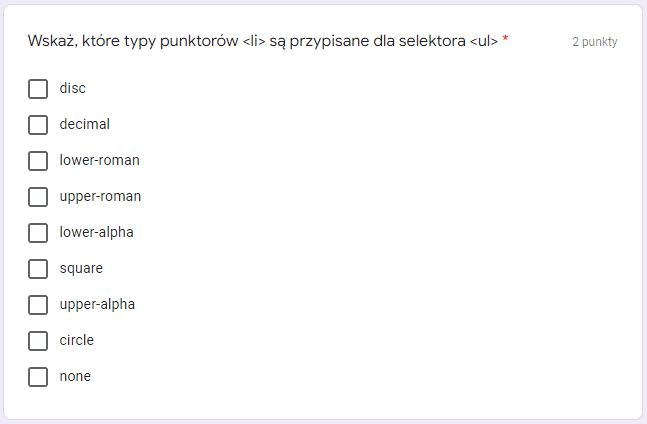 Wskaż, które typy punktorów <li> są przypisane dla selektora <ul> *
2 punkty
disc
decimal
lower-roman
upper-roman
lower-alpha
square
upper-alpha
circle
none